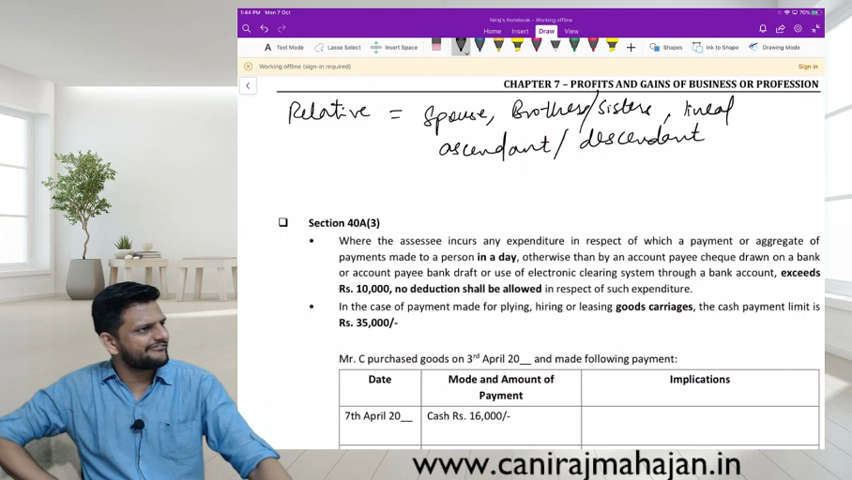 1:44 PM Mon 7 Oct
70%
Niraj's Notebook - Working offline
Home Insert Draw View
Text Mode Lasso Select Insert Space Shapes Ink to Shape Drawing Mode
Working offline (sign-in required) Sign in
CHAPTER 7 – PROFITS AND GAINS OF BUSINESS OR PROFESSION
Relative = Spouse, Brothers/Sisters, lineal
ascendant/descendant
Section 40A(3)
• Where the assessee incurs any expenditure in respect of which a payment or aggregate of
payments made to a person in a day, otherwise than by an account payee cheque drawn on a bank
or account payee bank draft or use of electronic clearing system through a bank account, exceeds
Rs. 10,000, no deduction shall be allowed in respect of such expenditure.
• In the case of payment made for plying, hiring or leasing goods carriages, the cash payment limit is
Rs. 35,000/-
Mr. C purchased goods on 3rd April 20__ and made following payment:
Date Mode and Amount of Payment Implications
7th April 20__ Cash Rs. 16,000/-
www.canirajmahajan.in